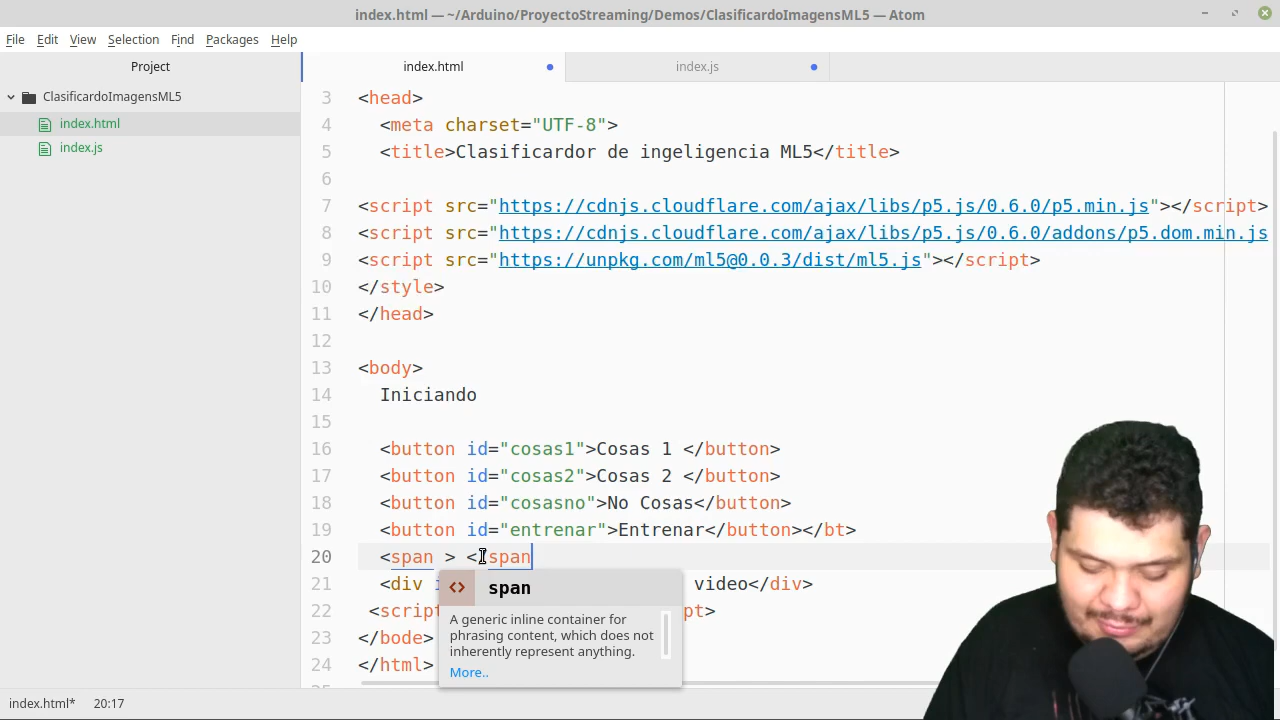 index.html — ~/Arduino/ProyectoStreaming/Demos/ClasificardoImagensML5 — Atom
File Edit View Selection Find Packages Help
Project
index.html
index.js
ClasificardoImagensML5
index.html
index.js
3 <head>
4 <meta charset="UTF-8">
5 <title>Clasificardor de ingeligencia ML5</title>
6
7 <script src="https://cdnjs.cloudflare.com/ajax/libs/p5.js/0.6.0/p5.min.js"></script>
8 <script src="https://cdnjs.cloudflare.com/ajax/libs/p5.js/0.6.0/addons/p5.dom.min.js
9 <script src="https://unpkg.com/ml5@0.0.3/dist/ml5.js"></script>
10 </style>
11 </head>
12
13 <body>
14 Iniciando
15
16 <button id="cosas1">Cosas 1 </button>
17 <button id="cosas2">Cosas 2 </button>
18 <button id="cosasno">No Cosas</button>
19 <button id="entrenar">Entrenar</button></bt>
20 <span > </span
21 <div i video</div>
22 <script pt>
23 </bode>
24 </html>
<> span
A generic inline container for
phrasing content, which does not
inherently represent anything.
More..
index.html* 20:17